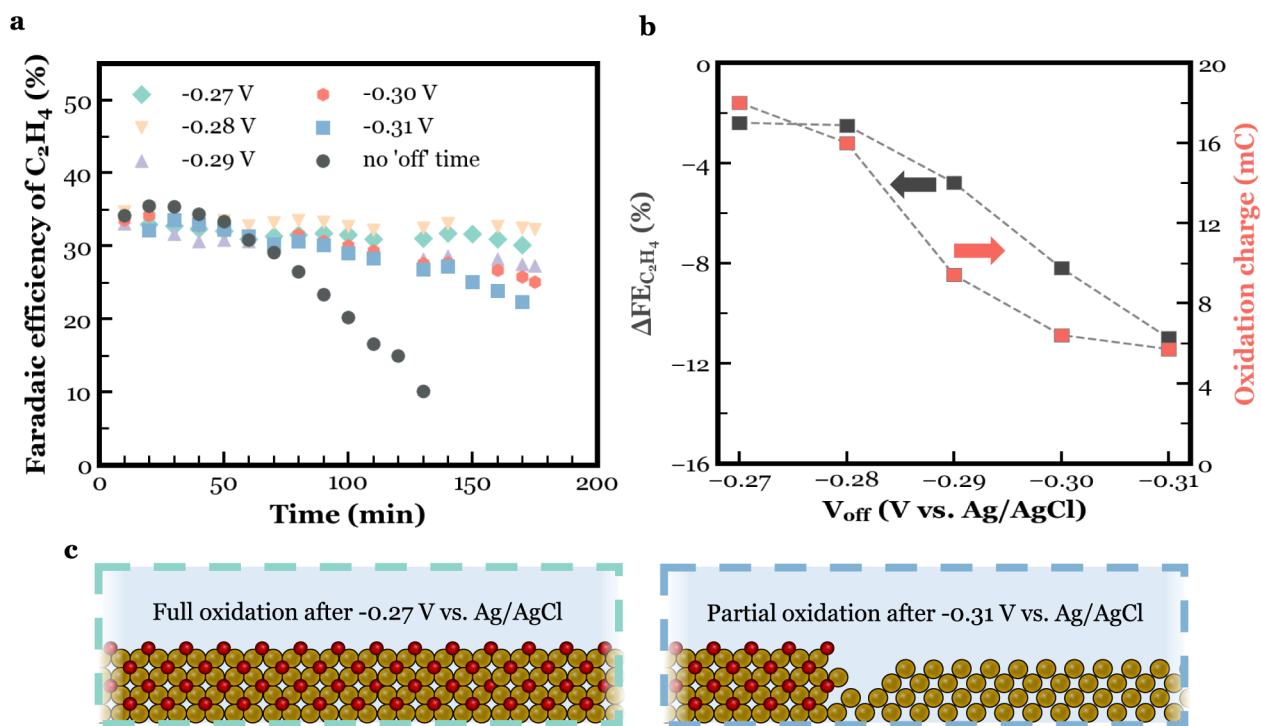 a
Faradaic efficiency of C₂H₄ (%)
50
40
30
20
10
0
-0.27 V
-0.28 V
-0.29 V
-0.30 V
-0.31 V
no 'off' time
0
50
100
150
200
Time (min)
b
ΔFE_C₂H₄ (%)
0
−4
−8
−12
−16
20
16
12
8
4
0
Oxidation charge (mC)
−0.27
−0.28
−0.29
−0.30
−0.31
V_off (V vs. Ag/AgCl)
c
Full oxidation after -0.27 V vs. Ag/AgCl
Partial oxidation after -0.31 V vs. Ag/AgCl